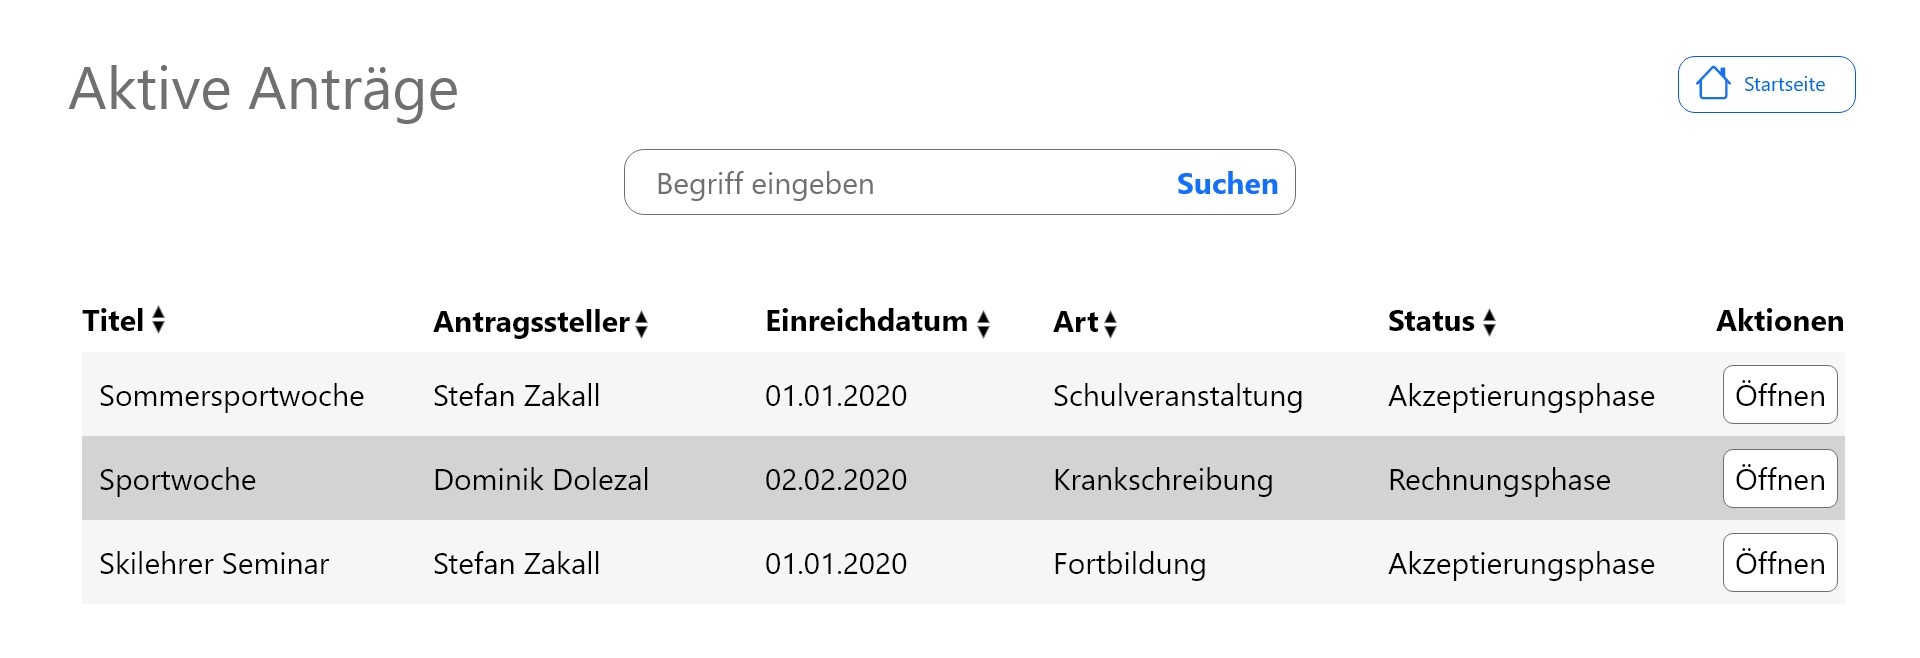 Aktive Anträge
Startseite
Begriff eingeben Suchen
Titel Antragssteller Einreichdatum Art Status Aktionen
Sommersportwoche Stefan Zakall 01.01.2020 Schulveranstaltung Akzeptierungsphase Öffnen
Sportwoche Dominik Dolezal 02.02.2020 Krankschreibung Rechnungsphase Öffnen
Skilehrer Seminar Stefan Zakall 01.01.2020 Fortbildung Akzeptierungsphase Öffnen